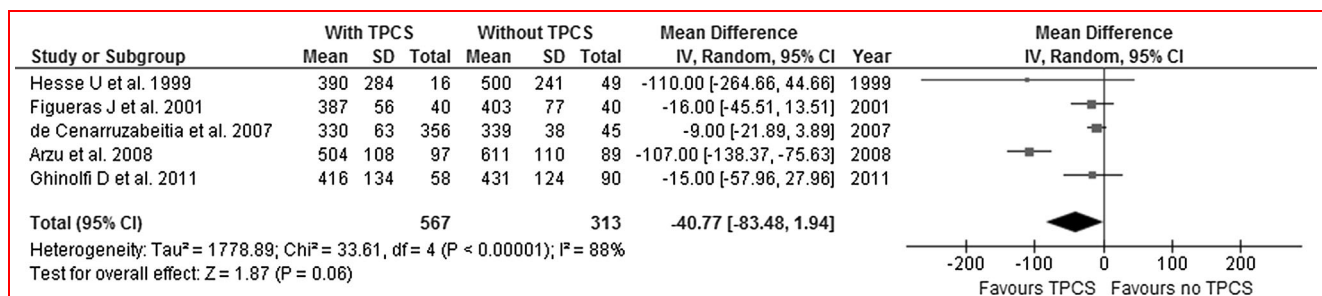 With TPCS Without TPCS Mean Difference Mean Difference
Study or Subgroup Mean SD Total Mean SD Total IV, Random, 95% CI Year IV, Random, 95% CI
Hesse U et al. 1999 390 284 16 500 241 49 -110.00 [-264.66, 44.66] 1999
Figueras J et al. 2001 387 56 40 403 77 40 -16.00 [-45.51, 13.51] 2001
de Cenarruzabeitia et al. 2007 330 63 356 339 38 45 -9.00 [-21.89, 3.89] 2007
Arzu et al. 2008 504 108 97 611 110 89 -107.00 [-138.37, -75.63] 2008
Ghinolfi D et al. 2011 416 134 58 431 124 90 -15.00 [-57.96, 27.96] 2011
Total (95% CI) 567 313 -40.77 [-83.48, 1.94]
Heterogeneity: Tau² = 1778.89; Chi² = 33.61, df = 4 (P < 0.00001); I² = 88%
Test for overall effect: Z = 1.87 (P = 0.06)
-200 -100 0 100 200
Favours TPCS Favours no TPCS